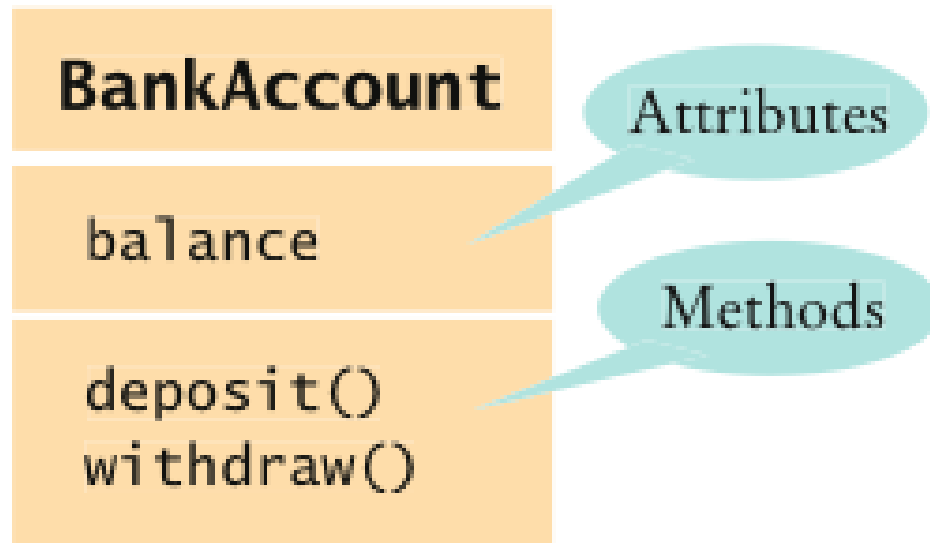 BankAccount
Attributes
balance
Methods
deposit()
withdraw()